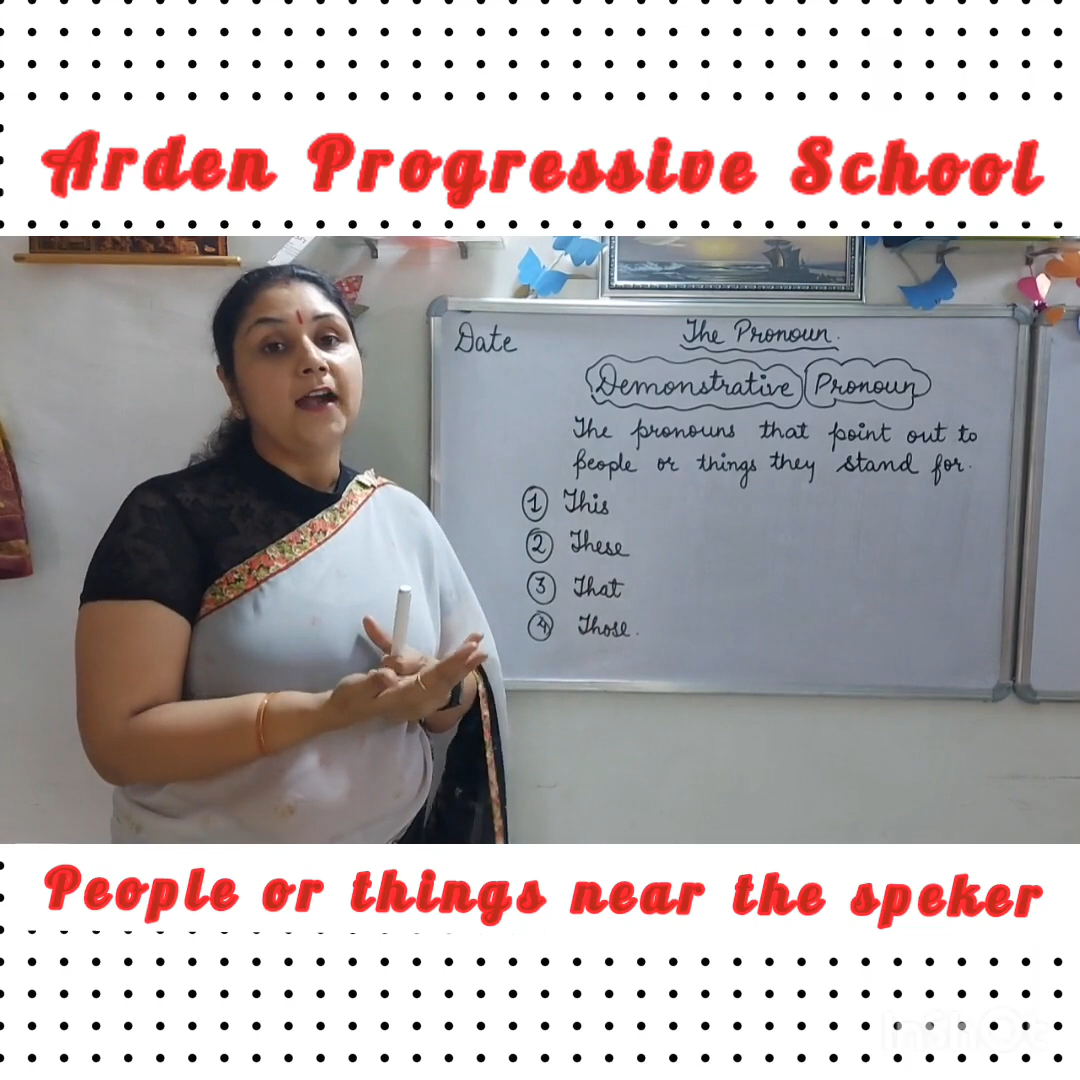 Arden Progressive School
Date
The Pronoun.
Demonstrative Pronoun
The pronouns that point out to
people or things they stand for.
1 This
2 These
3 That
4 Those.
People or things near the speker
InShOt